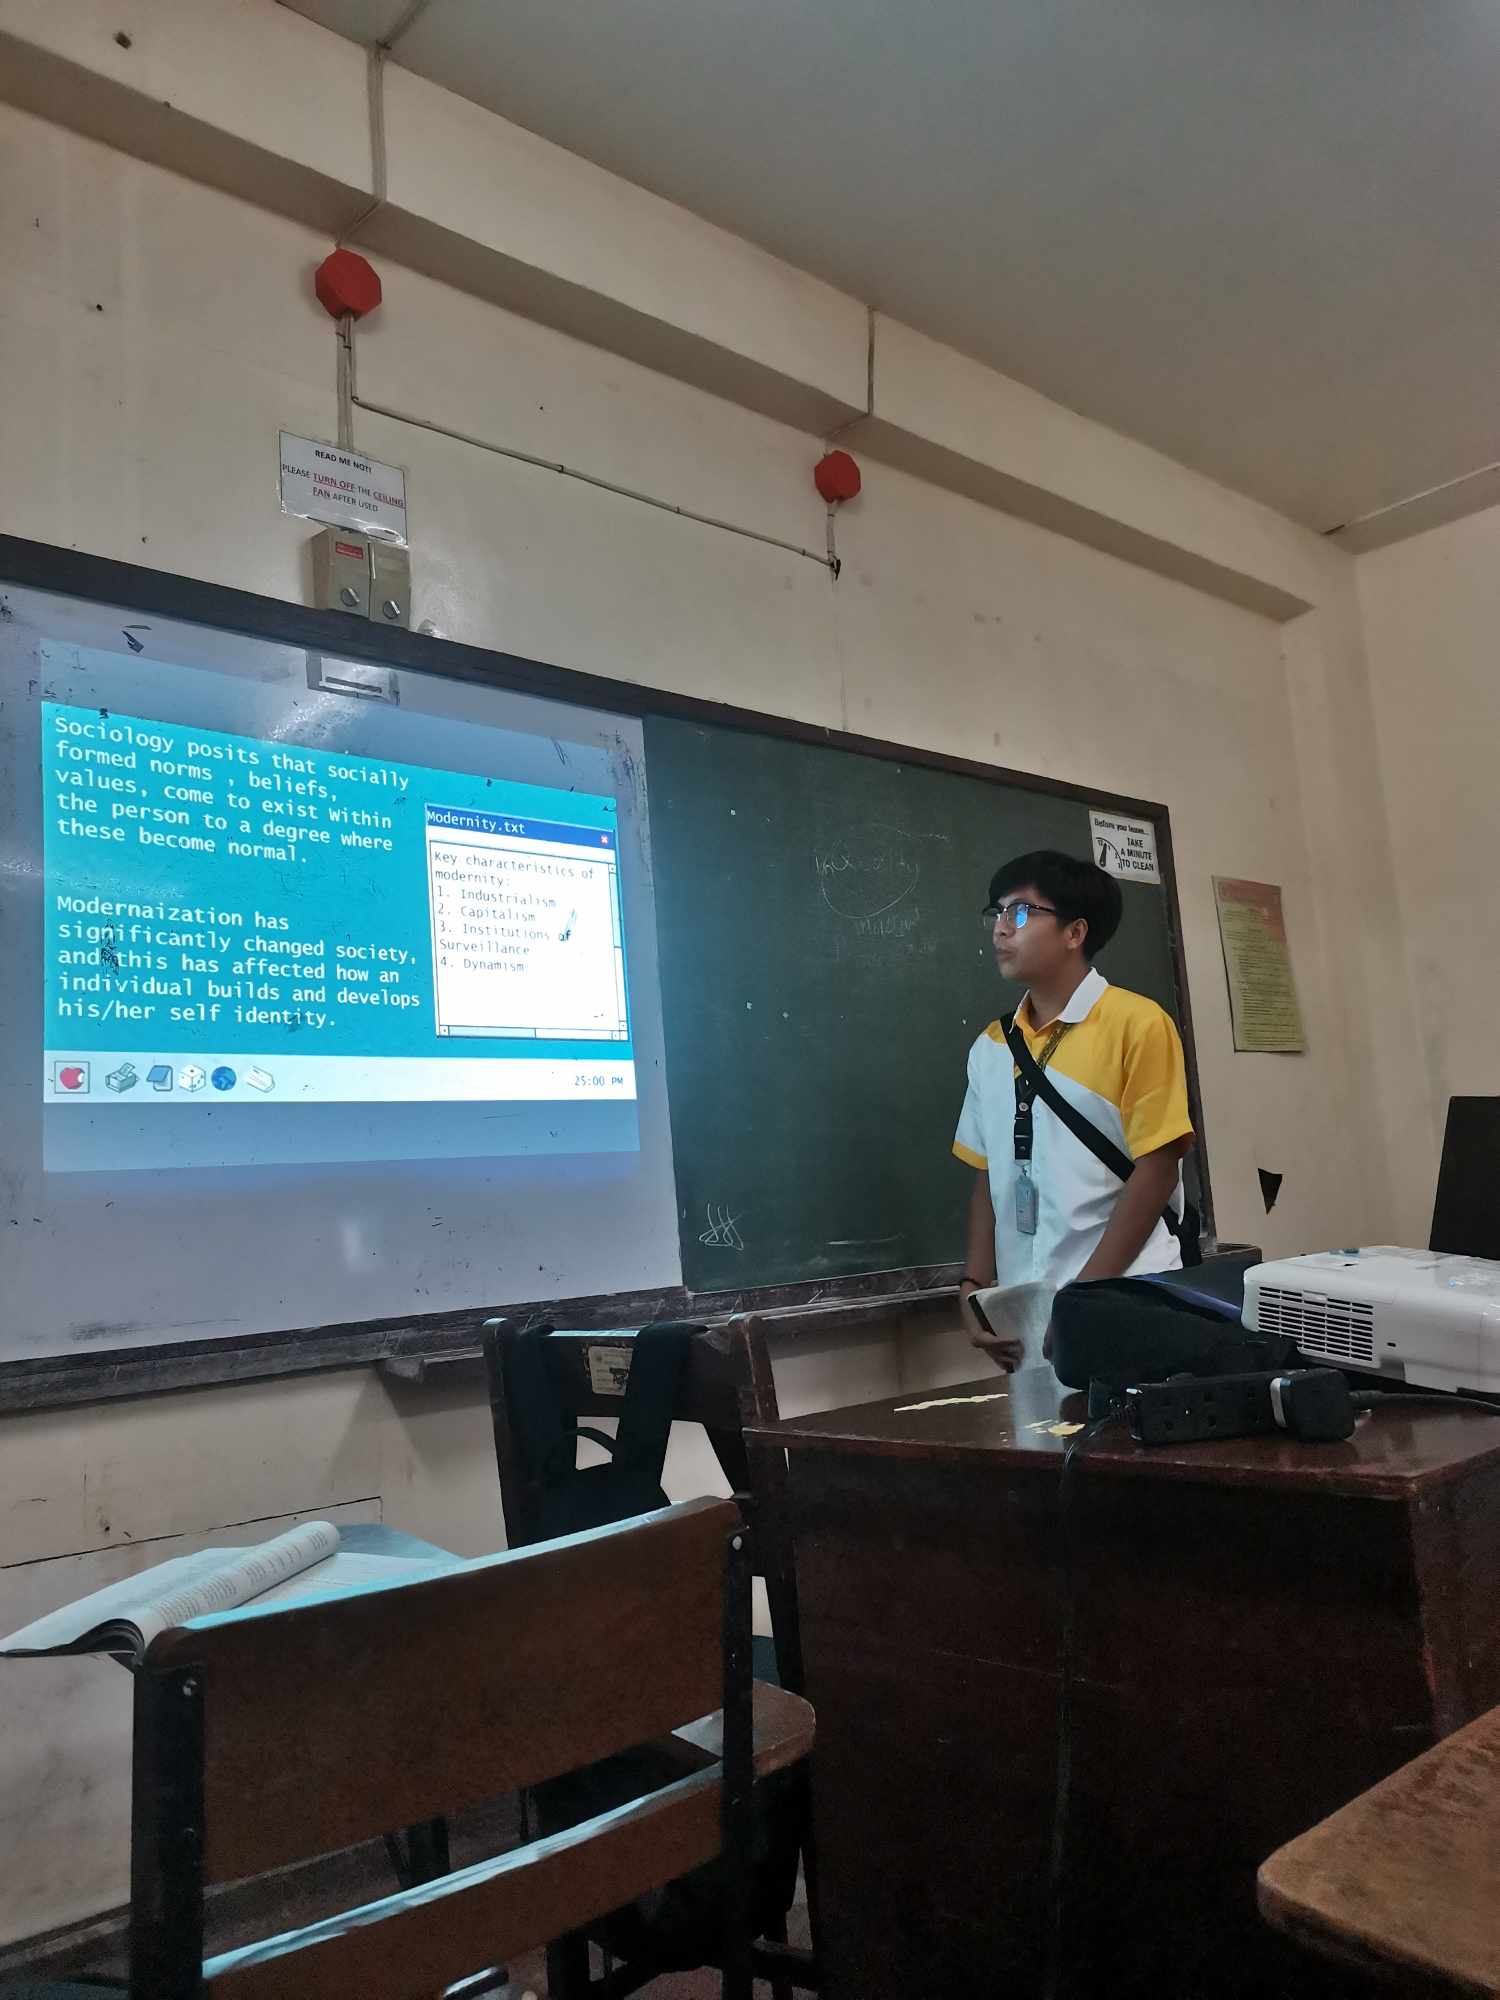 READ ME NOT!
PLEASE TURN OFF THE CEILING
FAN AFTER USED
Sociology posits that socially
formed norms , beliefs,
values, come to exist within
the person to a degree where
these become normal.
Modernaization has
significantly changed society,
and this has affected how an
individual builds and develops
his/her self identity.
Modernity.txt
Key characteristics of
modernity:
1. Industrialism
2. Capitalism
3. Institutions of
Surveillance
4. Dynamism
25:00 PM
Before you leave...
TAKE
A MINUTE
TO CLEAN